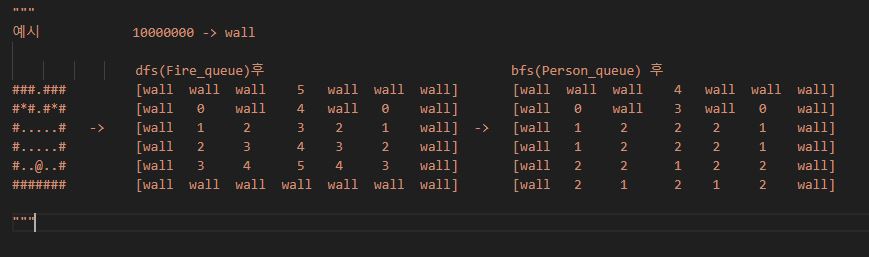 """
예시 10000000 -> wall
dfs(Fire_queue)후 bfs(Person_queue) 후
###.### [wall wall wall 5 wall wall wall] [wall wall wall 4 wall wall wall]
#*#.#*# [wall 0 wall 4 wall 0 wall] [wall 0 wall 3 wall 0 wall]
#.....# -> [wall 1 2 3 2 1 wall] -> [wall 1 2 2 2 1 wall]
#.....# [wall 2 3 4 3 2 wall] [wall 1 2 2 2 1 wall]
#..@..# [wall 3 4 5 4 3 wall] [wall 2 2 1 2 2 wall]
####### [wall wall wall wall wall wall wall] [wall 2 1 2 1 2 wall]
"""